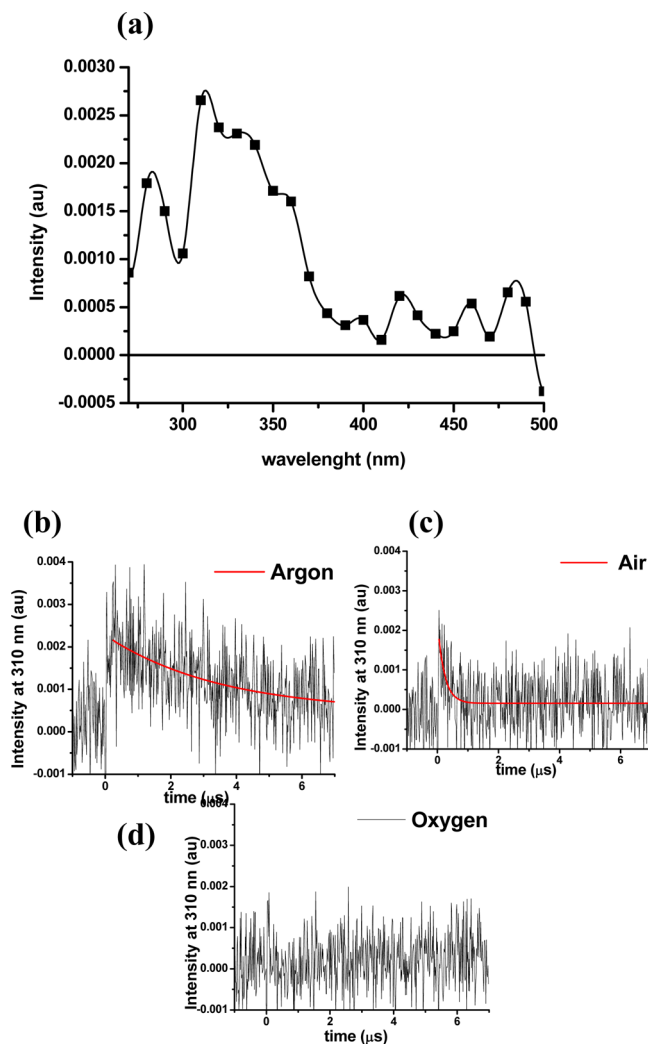 (a)
0.0030
0.0025
0.0020
0.0015
0.0010
0.0005
0.0000
-0.0005
Intensity (au)
300 350 400 450 500
wavelenght (nm)
(b)
0.004
0.003
0.002
0.001
0.000
-0.001
Intensity at 310 nn (au)
Argon
0 2 4 6
time (μs)
(c)
0.004
0.003
0.002
0.001
0.000
-0.001
Intensity at 310 nn (au)
Air
0 2 4 6
time (μs)
(d)
0.004
0.003
0.002
0.001
0.000
-0.001
Intensity at 310 nn (au)
Oxygen
0 2 4 6
time (μs)